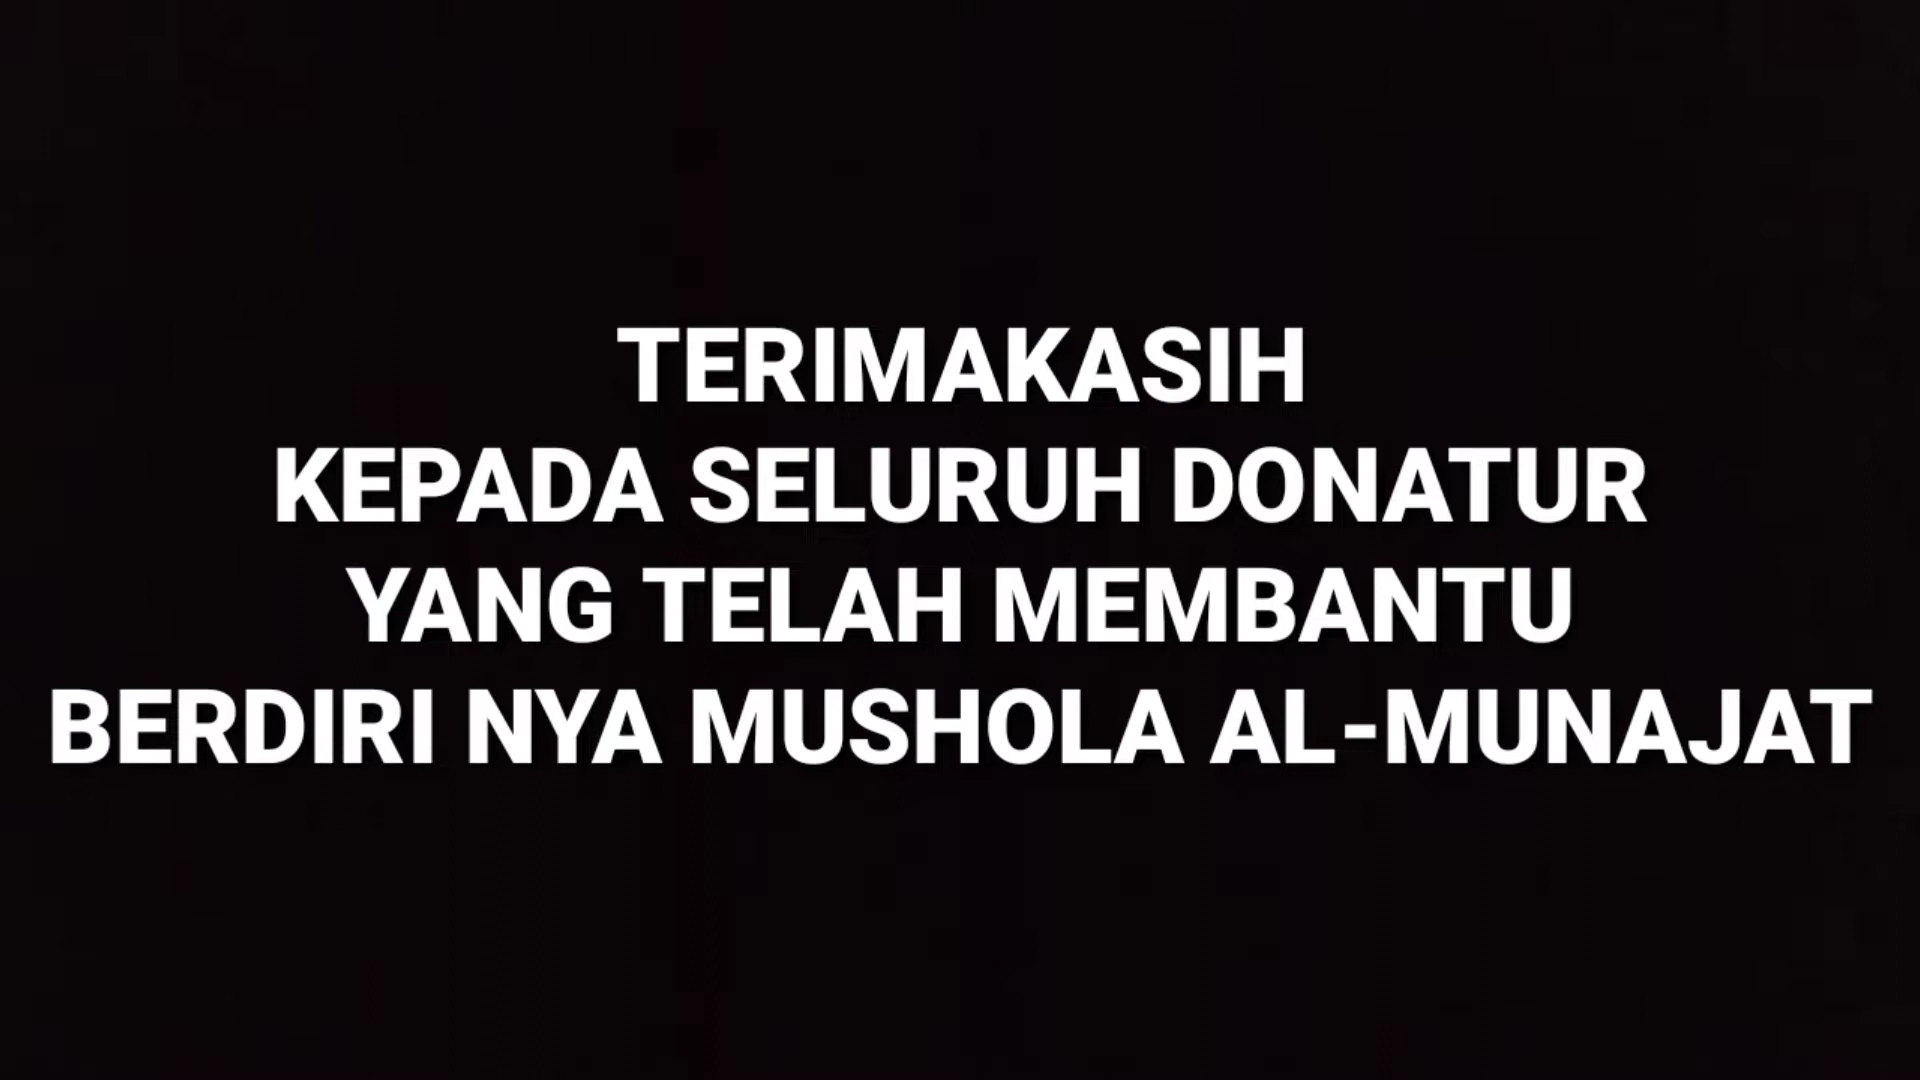 TERIMAKASIH
KEPADA SELURUH DONATUR
YANG TELAH MEMBANTU
BERDIRI NYA MUSHOLA AL-MUNAJAT